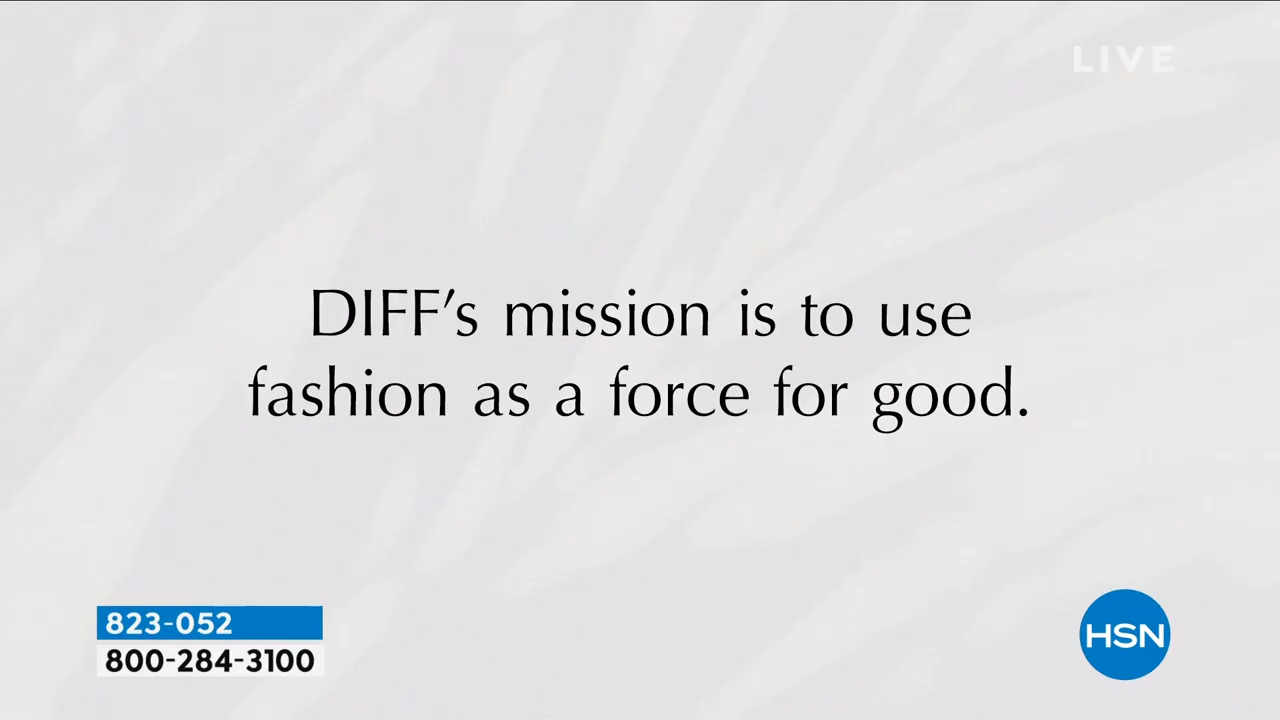 LIVE
DIFF's mission is to use
fashion as a force for good.
823-052
800-284-3100
HSN